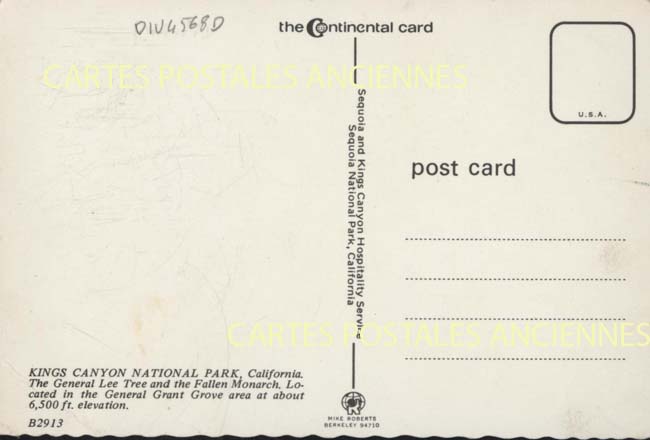 DIV4568D
the Continental card
CARTES POSTALES ANCIENNES
U.S.A.
post card
Sequoia and Kings Canyon Hospitality Service
Sequoia National Park, California
CARTES POSTALES ANCIENNES
KINGS CANYON NATIONAL PARK, California.
The General Lee Tree and the Fallen Monarch. Lo-
cated in the General Grant Grove area at about
6,500 ft. elevation.
B2913
MIKE ROBERTS
BERKELEY 94710